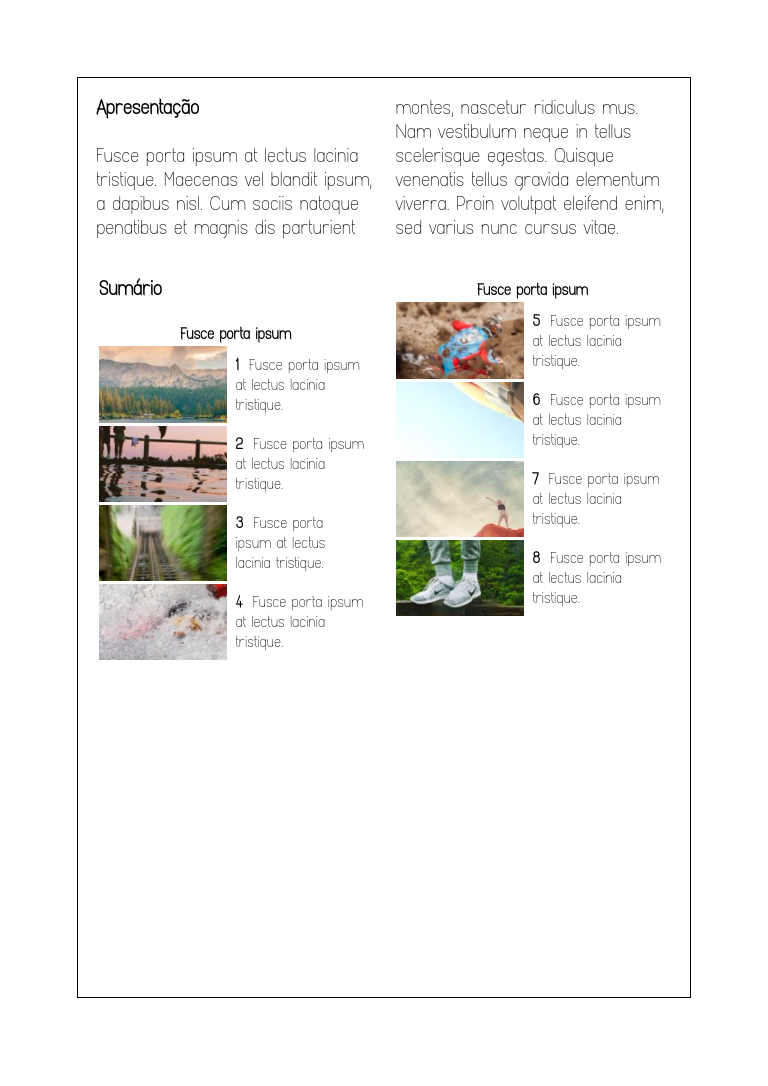 Apresentação
Fusce porta ipsum at lectus lacinia
tristique. Maecenas vel blandit ipsum,
a dapibus nisl. Cum sociis natoque
penatibus et magnis dis parturient
montes, nascetur ridiculus mus.
Nam vestibulum neque in tellus
scelerisque egestas. Quisque
venenatis tellus gravida elementum
viverra. Proin volutpat eleifend enim,
sed varius nunc cursus vitae.
Sumário
Fusce porta ipsum
1 Fusce porta ipsum
at lectus lacinia
tristique.
2 Fusce porta ipsum
at lectus lacinia
tristique.
3 Fusce porta
ipsum at lectus
lacinia tristique.
4 Fusce porta ipsum
at lectus lacinia
tristique.
Fusce porta ipsum
5 Fusce porta ipsum
at lectus lacinia
tristique.
6 Fusce porta ipsum
at lectus lacinia
tristique.
7 Fusce porta ipsum
at lectus lacinia
tristique.
8 Fusce porta ipsum
at lectus lacinia
tristique.